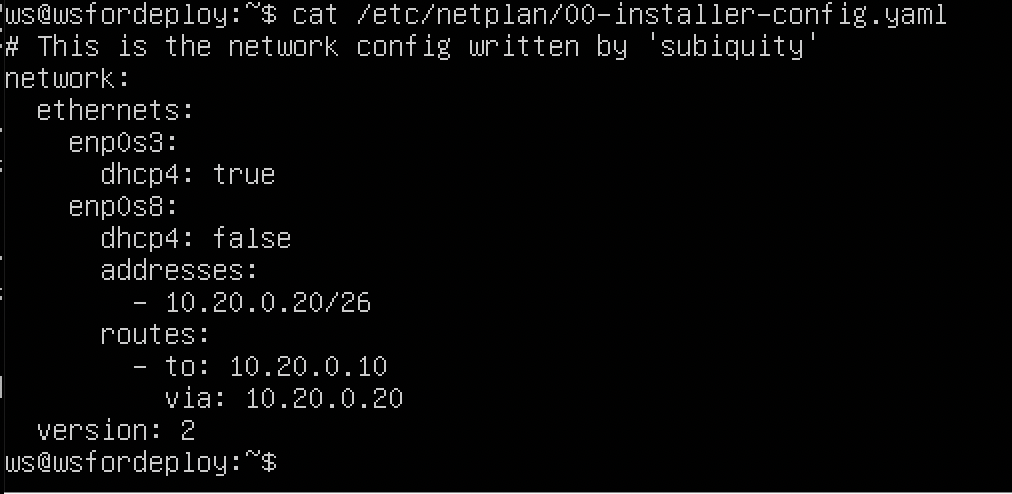 ws@wsfordeploy:~$ cat /etc/netplan/00-installer-config.yaml
# This is the network config written by 'subiquity'
network:
  ethernets:
    enp0s3:
      dhcp4: true
    enp0s8:
      dhcp4: false
      addresses:
        - 10.20.0.20/26
      routes:
        - to: 10.20.0.10
          via: 10.20.0.20
  version: 2
ws@wsfordeploy:~$